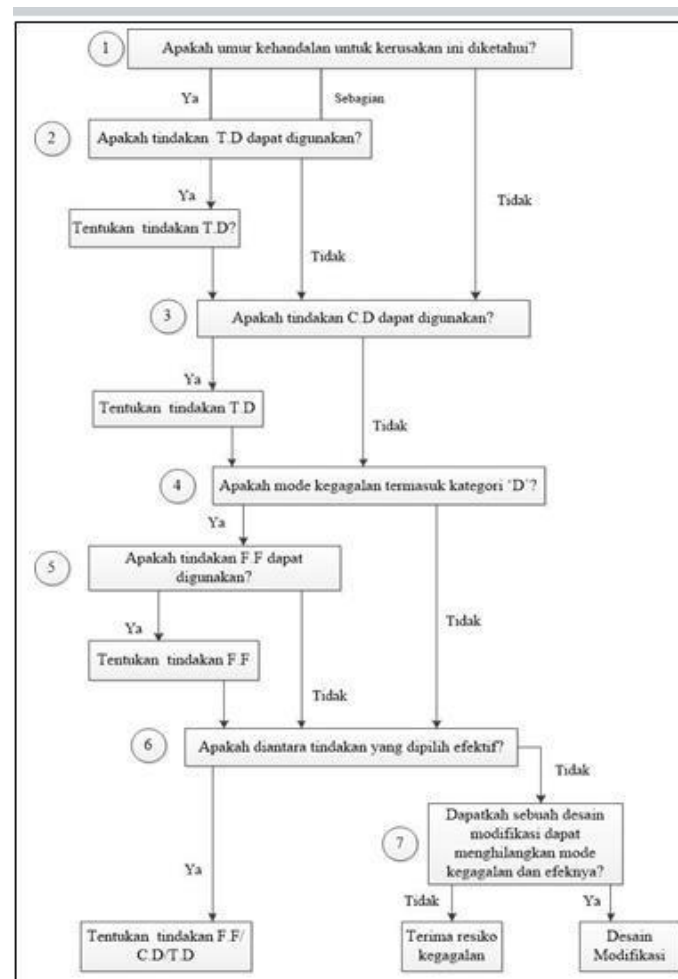 1
Apakah umur kehandalan untuk kerusakan ini diketahui?
Ya
Sebagian
2
Apakah tindakan T.D dapat digunakan?
Ya
Tidak
Tentukan tindakan T.D?
Tidak
3
Apakah tindakan C.D dapat digunakan?
Ya
Tentukan tindakan T.D
Tidak
4
Apakah mode kegagalan termasuk kategori ‘D’?
Ya
5
Apakah tindakan F.F dapat
digunakan?
Ya
Tidak
Tentukan tindakan F.F
Tidak
6
Apakah diantara tindakan yang dipilih efektif?
Tidak
7
Dapatkah sebuah desain
modifikasi dapat
menghilangkan mode
kegagalan dan efeknya?
Ya
Tidak
Ya
Tentukan tindakan F.F/
C.D/T.D
Terima resiko
kegagalan
Desain
Modifikasi